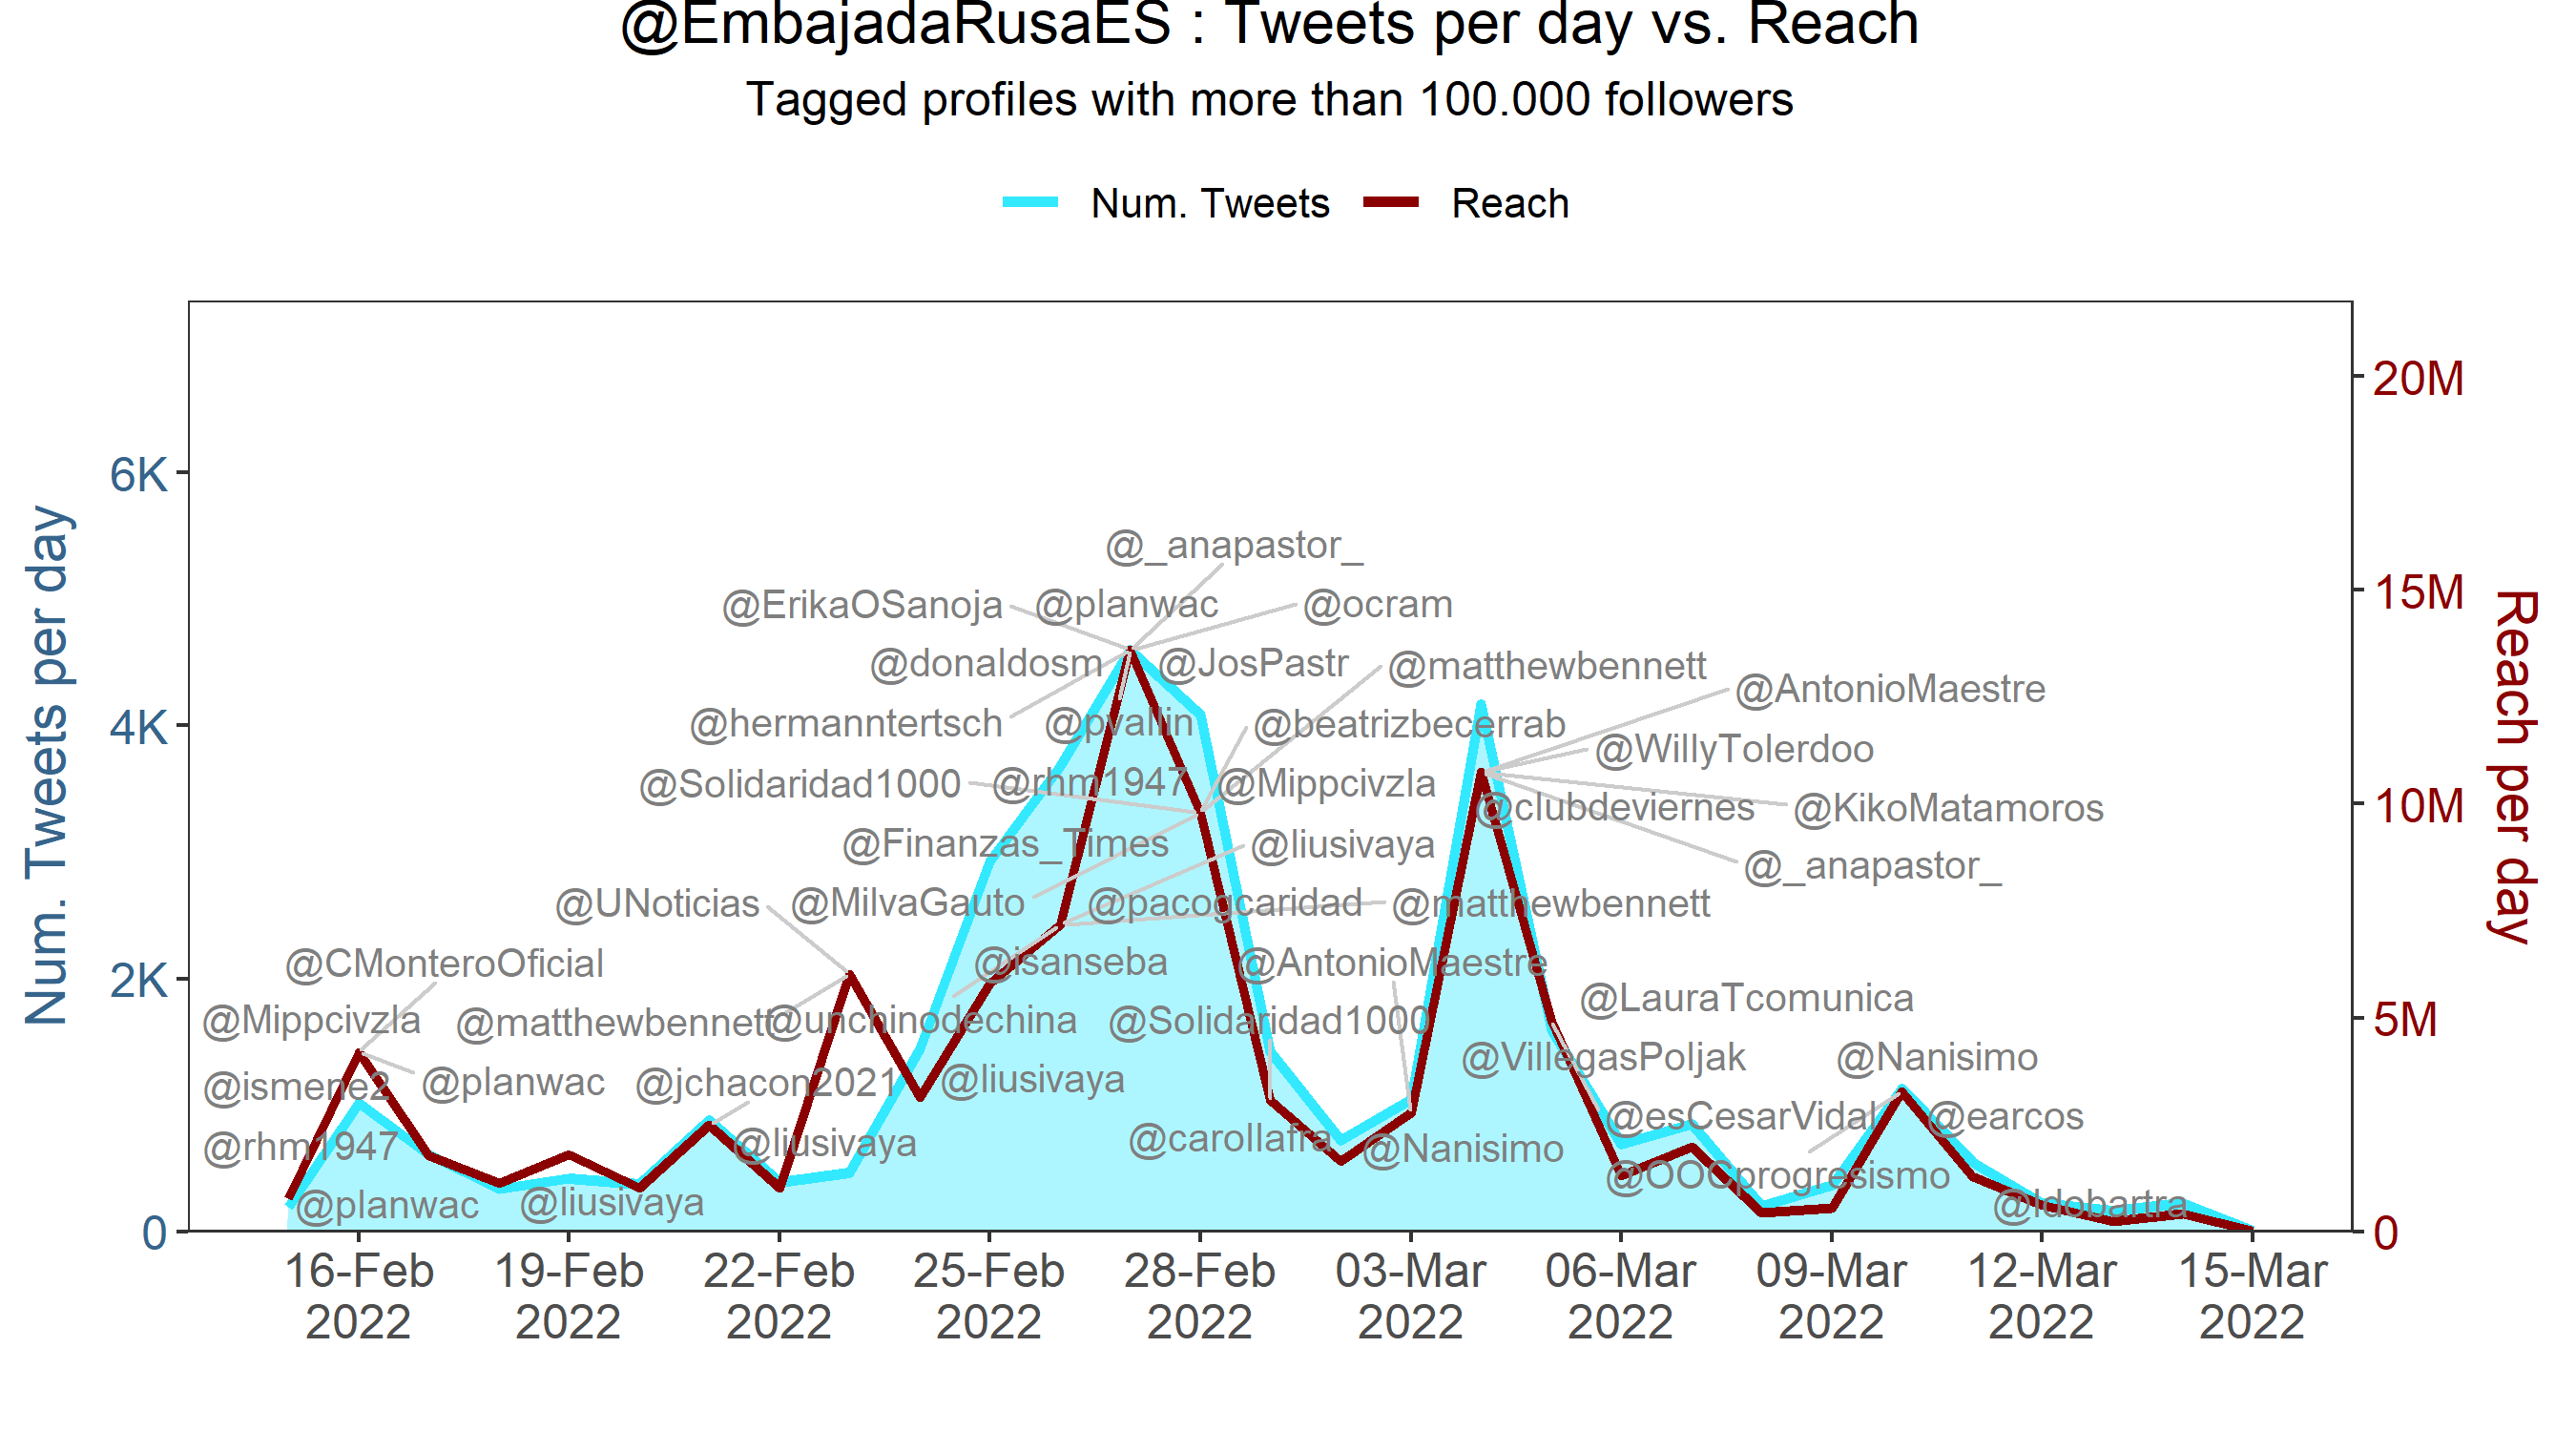 @EmbajadaRusaES : Tweets per day vs. Reach
Tagged profiles with more than 100.000 followers
Num. Tweets
Reach
Num. Tweets per day
6K
4K
2K
0
20M
15M
10M
5M
0
Reach per day
@_anapastor_
@ErikaOSanoja
@planwac
@ocram
@donaldosm
@JosPastr
@matthewbennett
@AntonioMaestre
@hermanntertsch
@pvallin
@beatrizbecerrab
@WillyTolerdoo
@Solidaridad1000
@rhm1947
@Mippcivzla
@clubdeviernes
@KikoMatamoros
@Finanzas_Times
@liusivaya
@_anapastor_
@UNoticias
@MilvaGauto
@pacogcaridad
@matthewbennett
@CMonteroOficial
@isanseba
@AntonioMaestre
@LauraTcomunica
@Mippcivzla
@matthewbennett
@unchinodechina
@Solidaridad1000
@VillegasPoljak
@Nanisimo
@ismene2
@planwac
@jchacon2021
@liusivaya
@esCesarVidal
@earcos
@rhm1947
@liusivaya
@carollafra
@Nanisimo
@OOCprogresismo
@planwac
@liusivaya
@ldobartra
16-Feb
2022
19-Feb
2022
22-Feb
2022
25-Feb
2022
28-Feb
2022
03-Mar
2022
06-Mar
2022
09-Mar
2022
12-Mar
2022
15-Mar
2022